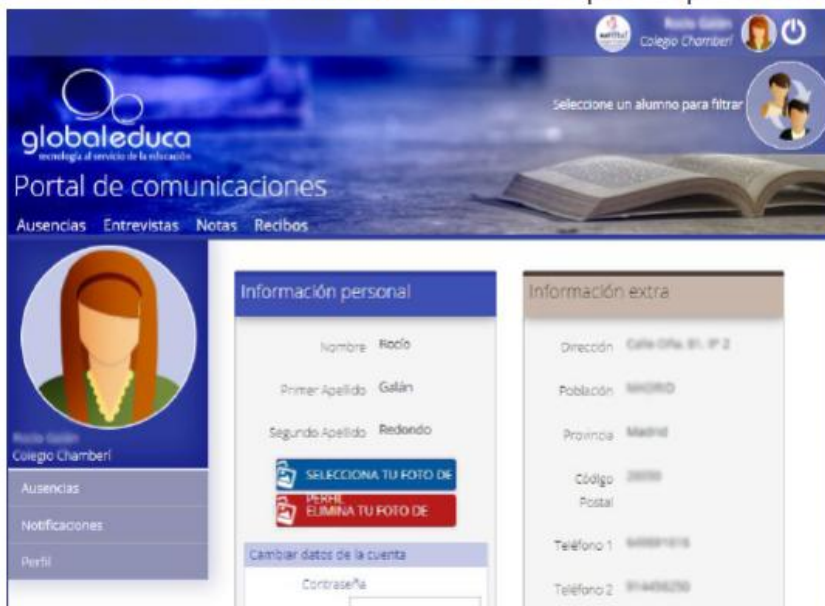 Colegio Chamberí
Seleccione un alumno para filtrar
globaleduca
tecnología al servicio de la educación
Portal de comunicaciones
Ausencias Entrevistas Notas Recibos
Colegio Chamberí
Ausencias
Notificaciones
Perfil
Información personal
Nombre Rocío
Primer Apellido Galán
Segundo Apellido Redondo
SELECCIONA TU FOTO DE
PERFIL
ELIMINA TU FOTO DE
Cambiar datos de la cuenta
Contraseña
Información extra
Dirección
Población
Provincia
Código
Postal
Teléfono 1
Teléfono 2